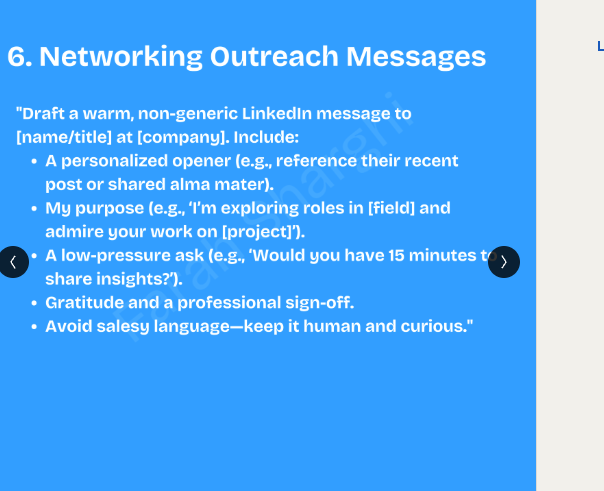 6. Networking Outreach Messages
"Draft a warm, non-generic LinkedIn message to
[name/title] at [company]. Include:
• A personalized opener (e.g., reference their recent
post or shared alma mater).
• My purpose (e.g., ‘I’m exploring roles in [field] and
admire your work on [project]’).
• A low-pressure ask (e.g., ‘Would you have 15 minutes to
share insights?’).
• Gratitude and a professional sign-off.
• Avoid salesy language—keep it human and curious."
Farah Sharghi